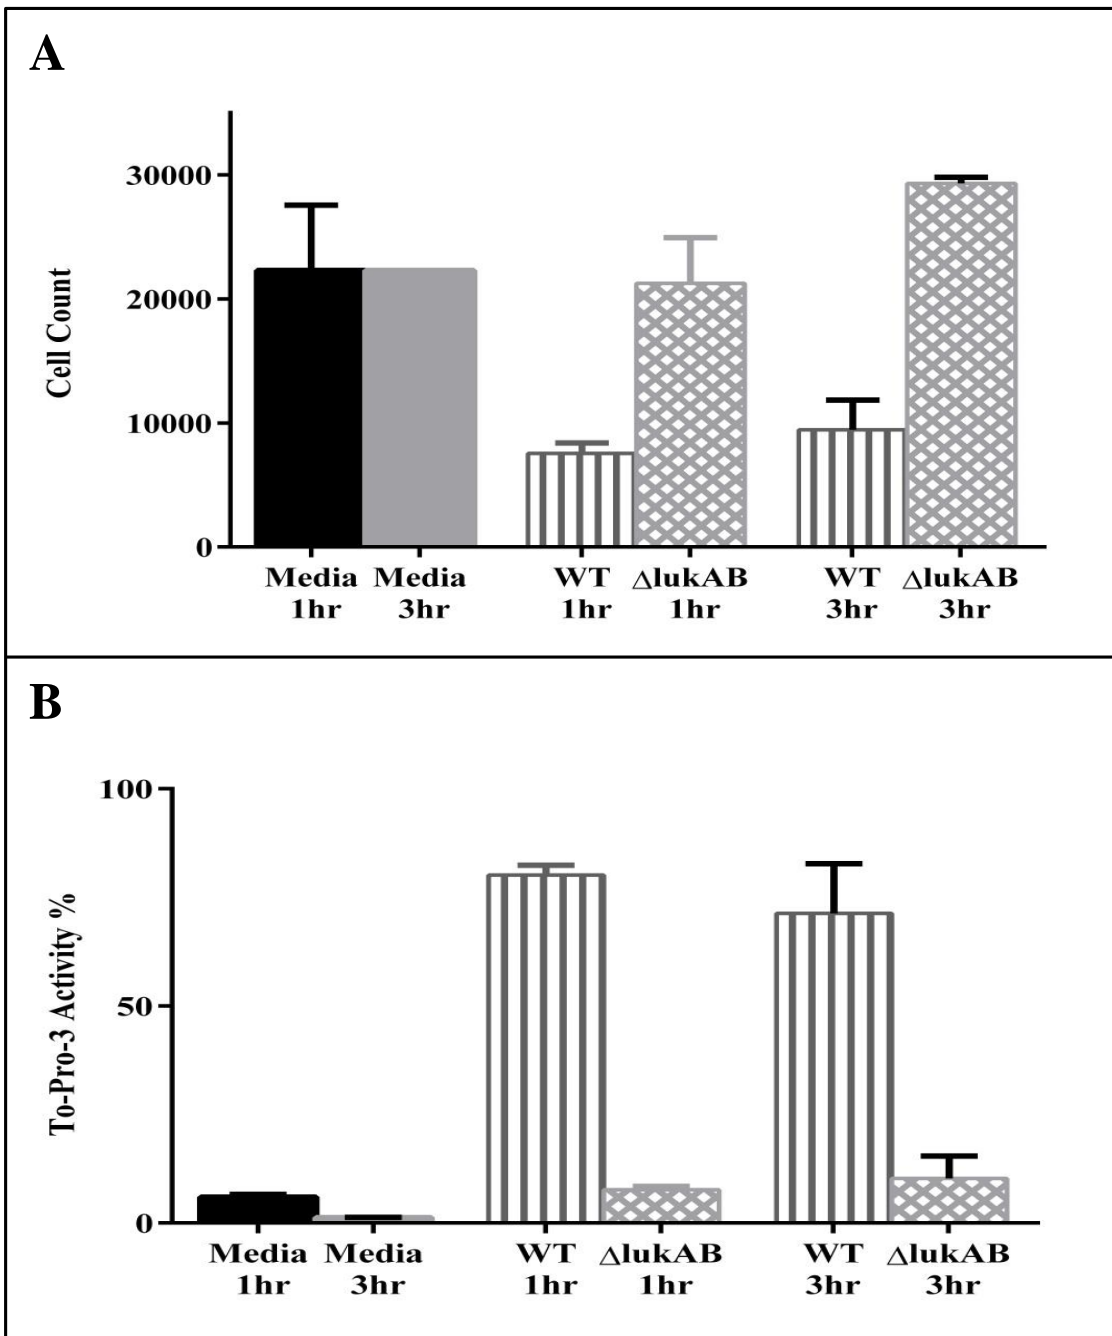 A
30000
20000
10000
0
Cell Count
Media Media WT ΔlukAB WT ΔlukAB
1hr 3hr 1hr 1hr 3hr 3hr
B
100
50
0
To-Pro-3 Activity %
Media Media WT ΔlukAB WT ΔlukAB
1hr 3hr 1hr 1hr 3hr 3hr